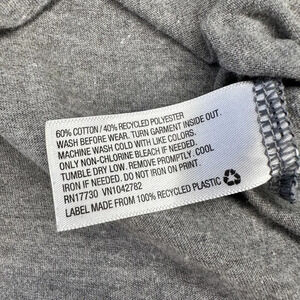 60% COTTON / 40% RECYCLED POLYESTER
WASH BEFORE WEAR. TURN GARMENT INSIDE OUT.
MACHINE WASH COLD WITH LIKE COLORS.
ONLY NON-CHLORINE BLEACH IF NEEDED.
TUMBLE DRY LOW. REMOVE PROMPTLY. COOL
IRON IF NEEDED. DO NOT IRON TRIM.
RN17730 VN1042782
LABEL MADE FROM 100% RECYCLED PLASTIC